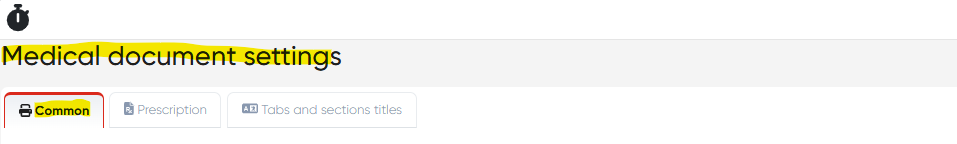 Medical document settings
Common Prescription Tabs and sections titles